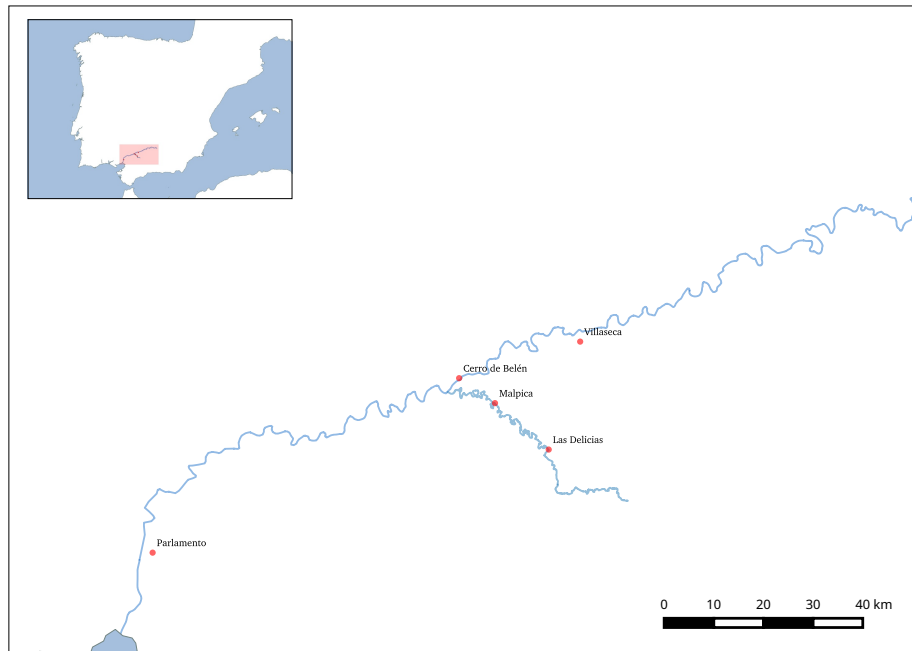 Villaseca
Cerro de Belén
Malpica
Las Delicias
Parlamento
0 10 20 30 40 km